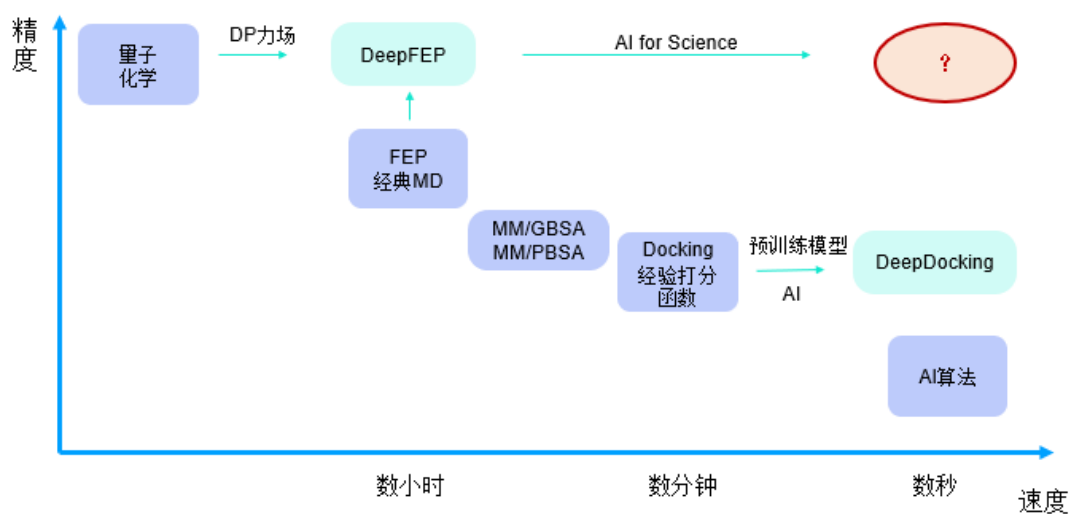 精
度
量子
化学
DP力场
DeepFEP
AI for Science
?
FEP
经典MD
MM/GBSA
MM/PBSA
Docking
经验打分
函数
预训练模型
AI
DeepDocking
AI算法
数小时
数分钟
数秒
速度